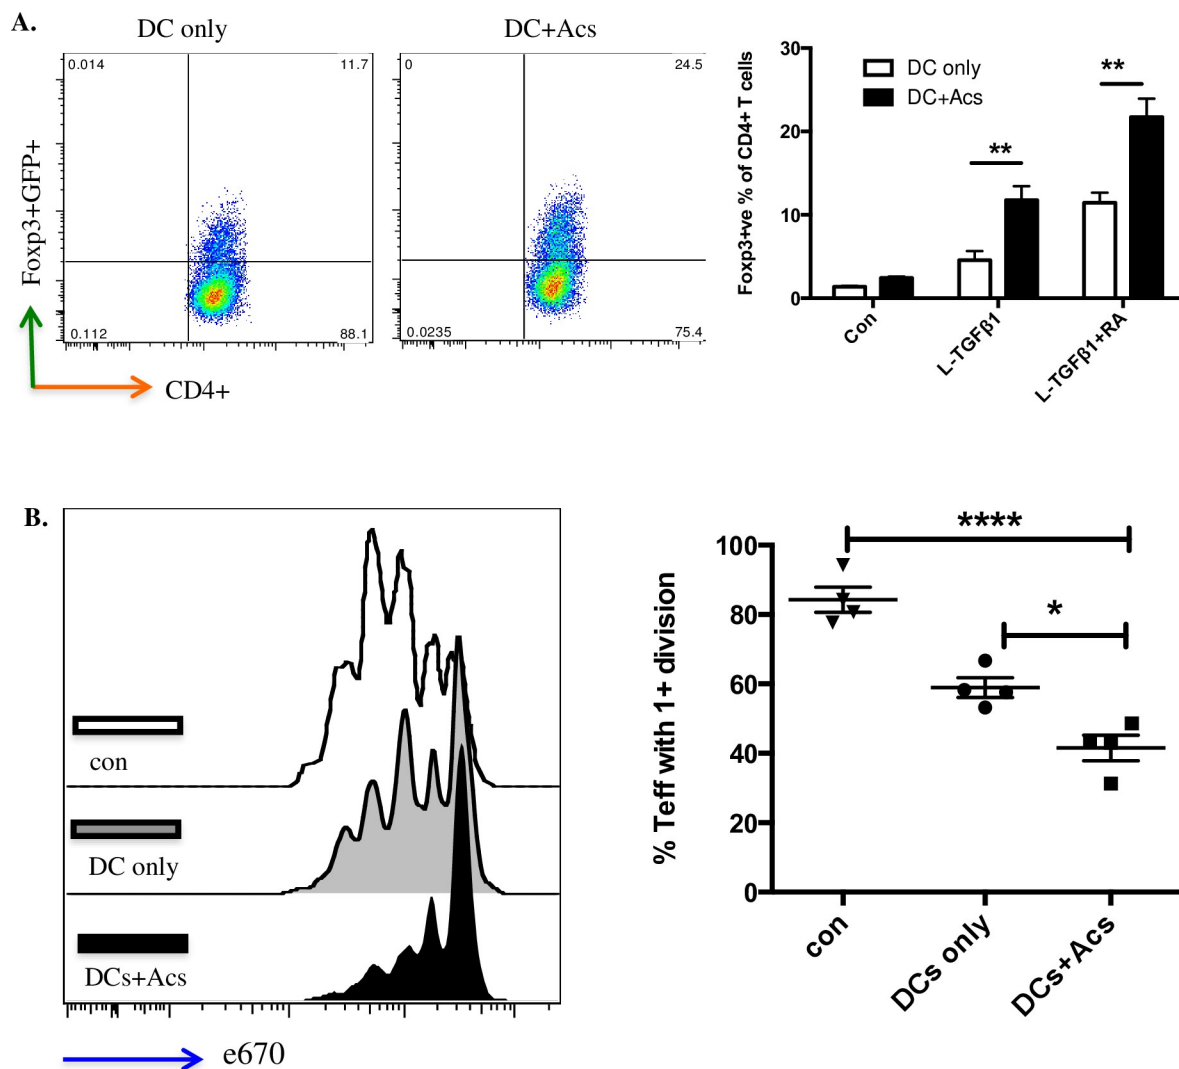 A.
DC only
DC+Acs
0.014
11.7
0
24.5
0.112
88.1
0.0235
75.4
Foxp3+GFP+
CD4+
Foxp3+ve % of CD4+ T cells
30
20
10
0
DC only
DC+Acs
**
**
Con
L-TGFβ1
L-TGFβ1+RA
B.
con
DC only
DCs+Acs
e670
% Teff with 1+ division
100
80
60
40
20
0
****
*
con
DCs only
DCs+Acs